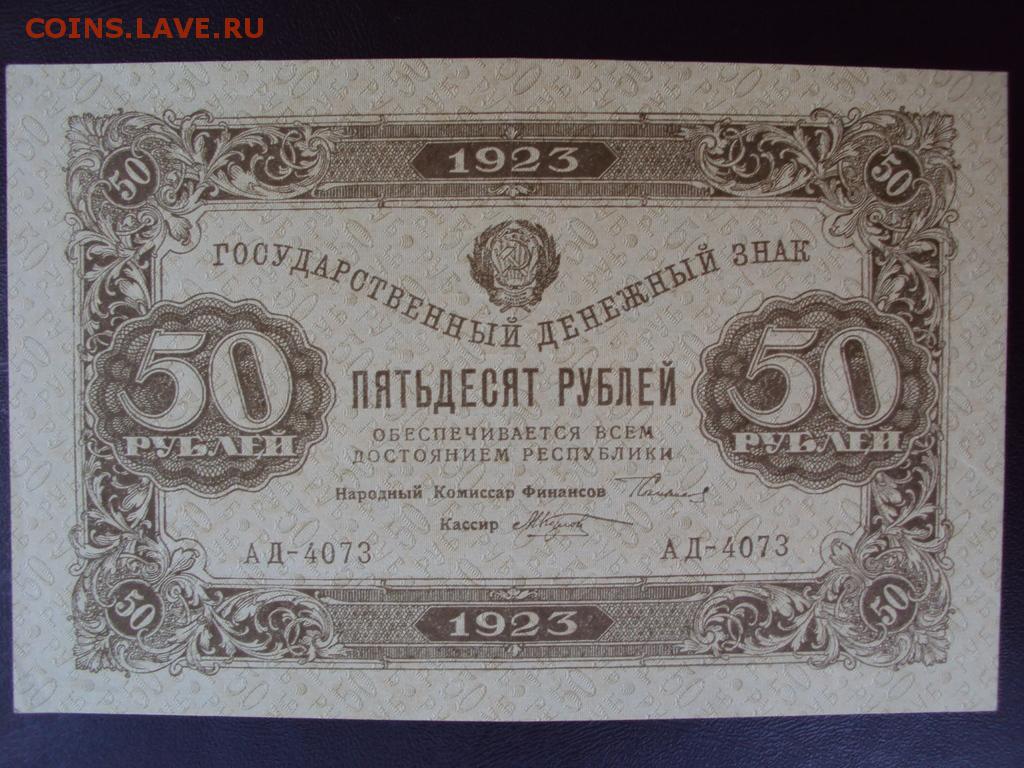 COINS.LAVE.RU
50 1923 50
ГОСУДАРСТВЕННЫЙ ДЕНЕЖНЫЙ ЗНАК
50 РУБЛЕЙ
ПЯТЬДЕСЯТ РУБЛЕЙ
50 РУБЛЕЙ
ОБЕСПЕЧИВАЕТСЯ ВСЕМ
ДОСТОЯНИЕМ РЕСПУБЛИКИ
Народный Комиссар Финансов
Кассир
АД-4073 АД-4073
50 1923 50